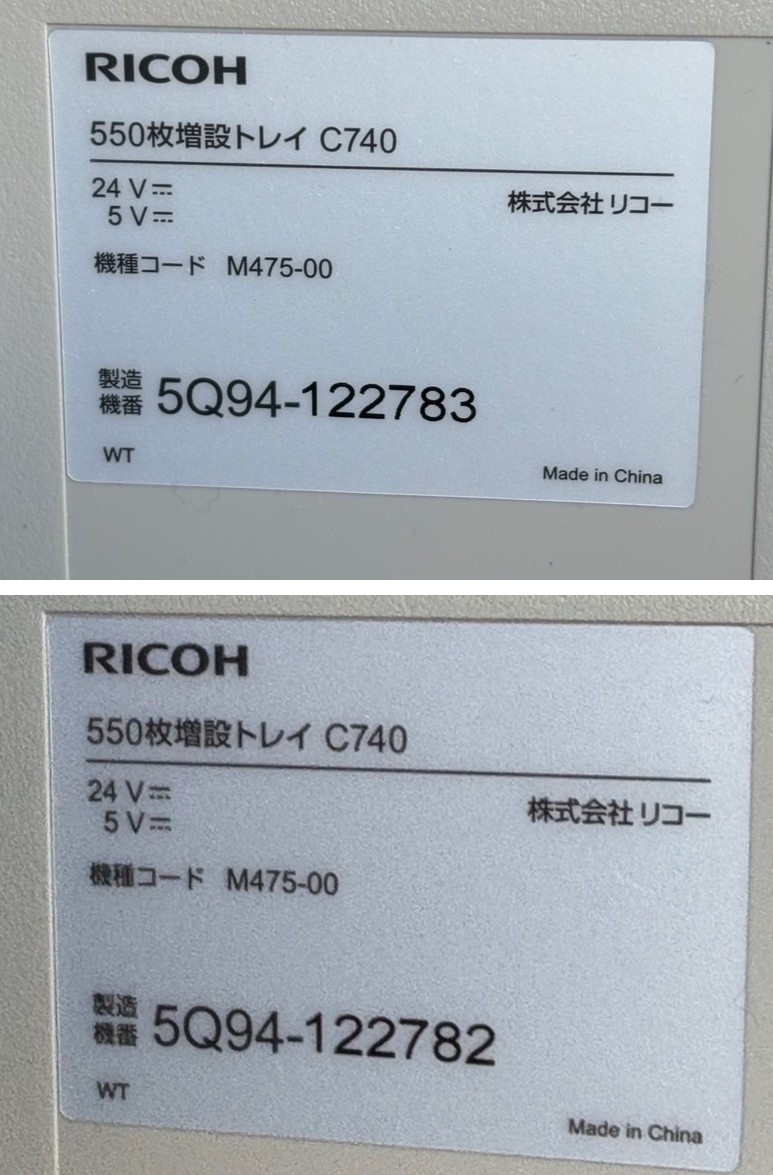 RICOH
550枚増設トレイ C740
24 V⎓
5 V⎓
株式会社 リコー
機種コード M475-00
製造機番 5Q94-122783
WT
Made in China
RICOH
550枚増設トレイ C740
24 V⎓
5 V⎓
株式会社 リコー
機種コード M475-00
製造機番 5Q94-122782
WT
Made in China